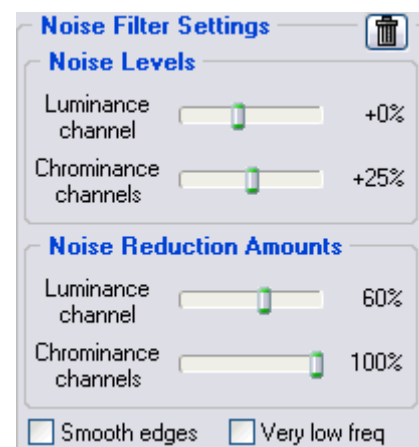 Noise Filter Settings
Noise Levels
Luminance
channel
+0%
Chrominance
channels
+25%
Noise Reduction Amounts
Luminance
channel
60%
Chrominance
channels
100%
Smooth edges
Very low freq